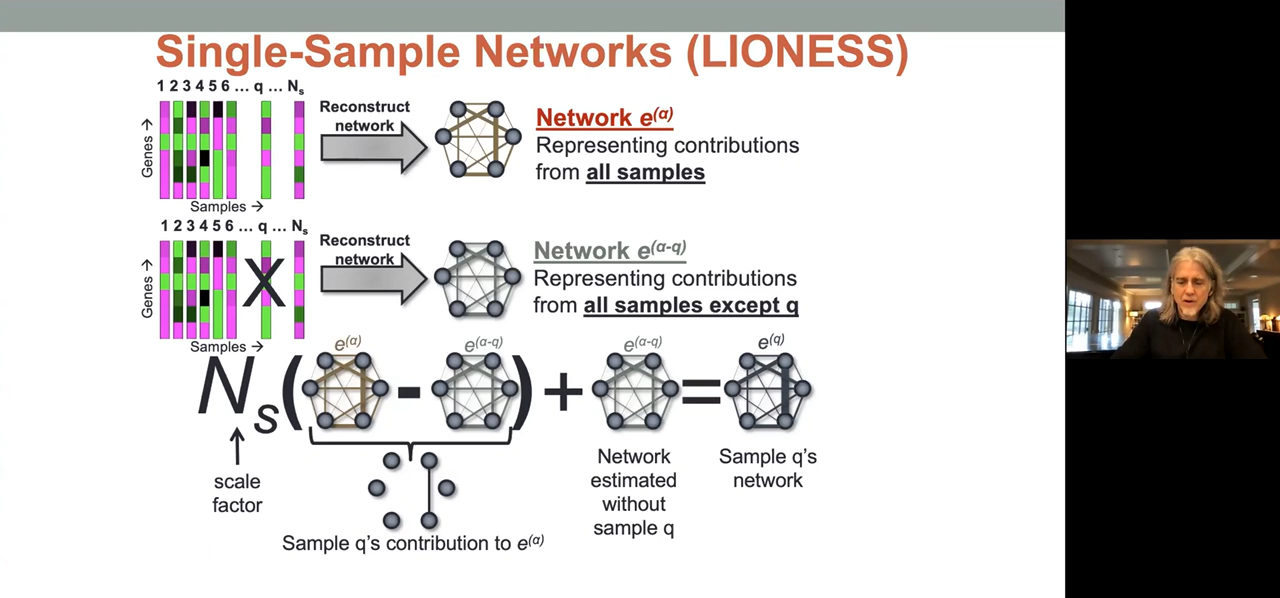 Single-Sample Networks (LIONESS)
1 2 3 4 5 6 ... q ... Ns
Genes →
Samples →
Reconstruct
network
Network e(α)
Representing contributions
from all samples
1 2 3 4 5 6 ... q ... Ns
Genes →
X
Samples →
Reconstruct
network
Network e(α-q)
Representing contributions
from all samples except q
e(α) e(α-q) e(α-q) e(q)
Ns ( - ) + =
scale
factor
Sample q's contribution to e(α)
Network
estimated
without
sample q
Sample q's
network